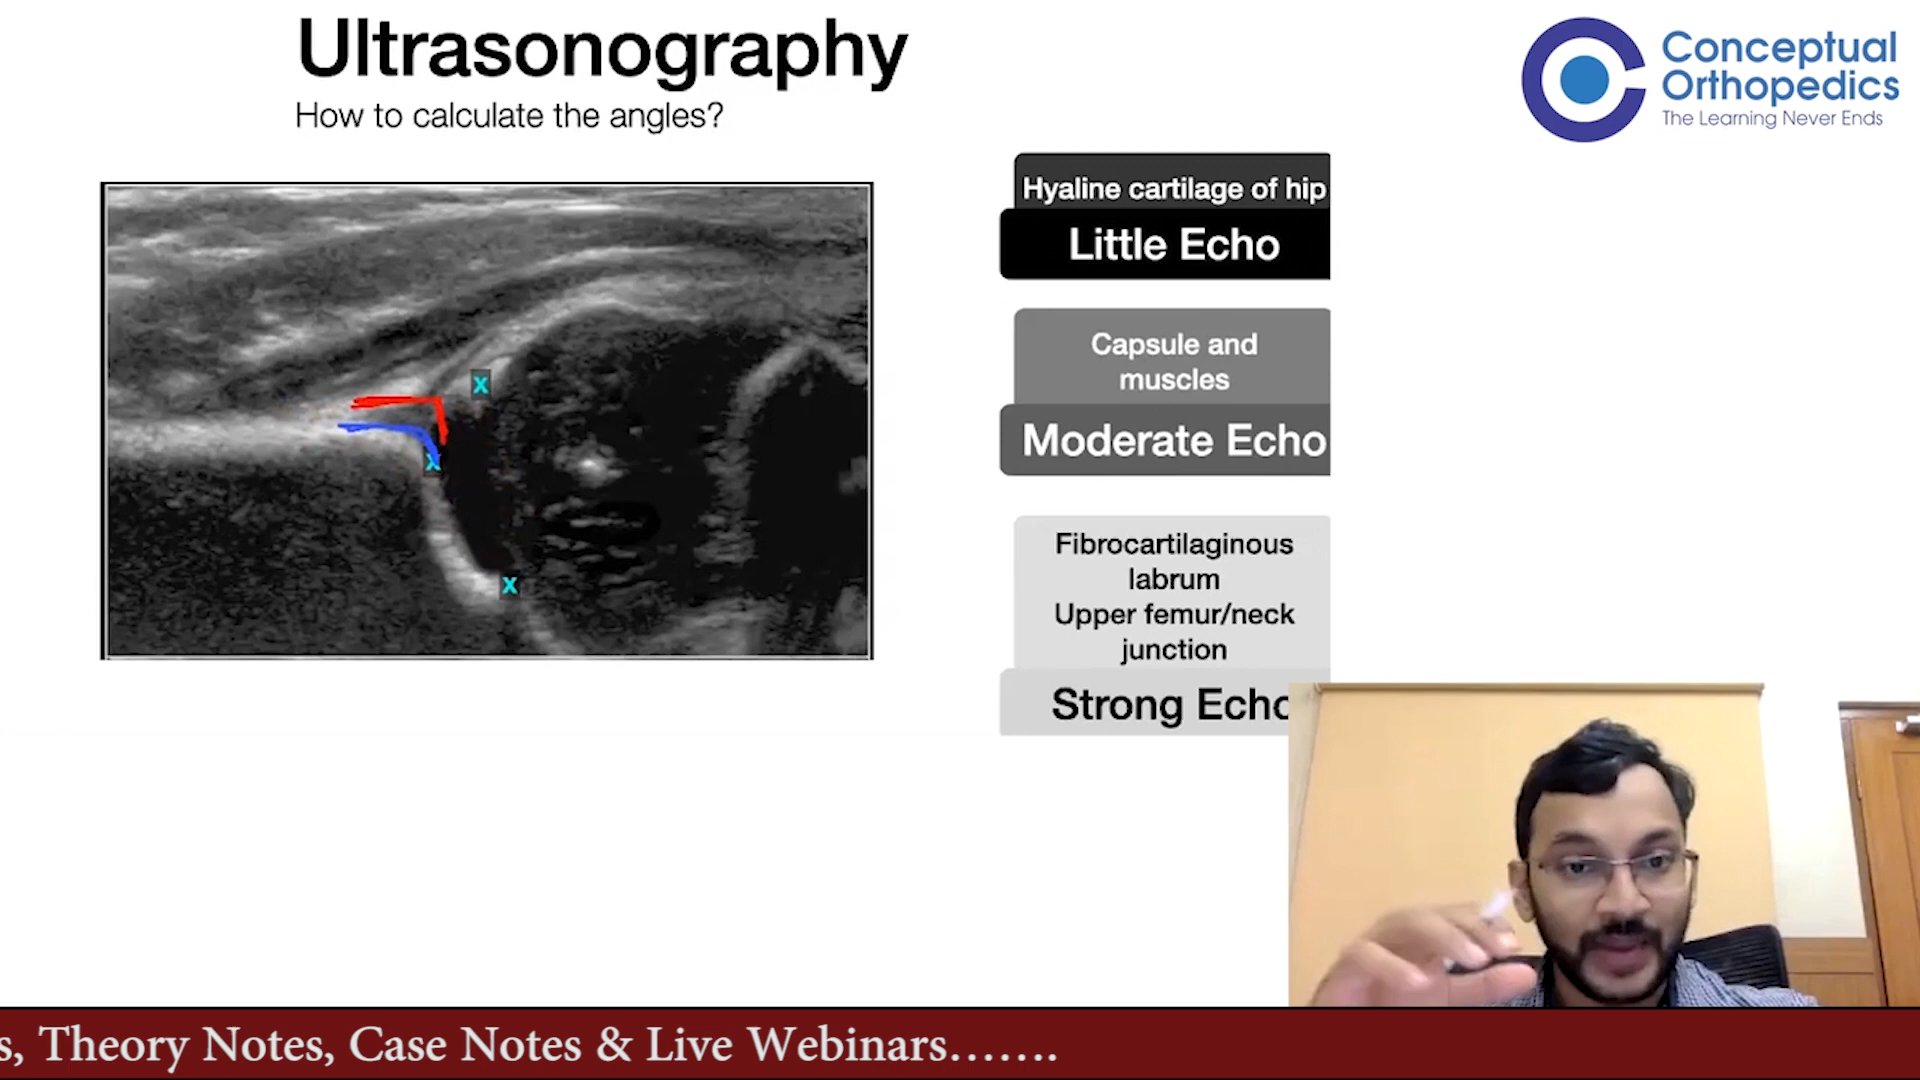 Ultrasonography
How to calculate the angles?
Conceptual
Orthopedics
The Learning Never Ends
Hyaline cartilage of hip
Little Echo
Capsule and
muscles
Moderate Echo
x
x
x
Fibrocartilaginous
labrum
Upper femur/neck
junction
Strong Echo
s, Theory Notes, Case Notes & Live Webinars.......